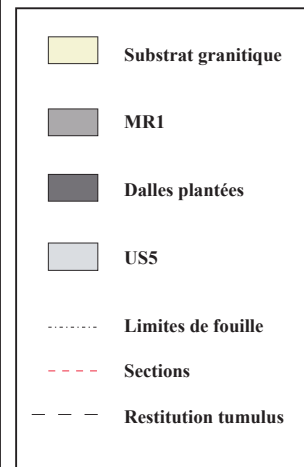 Substrat granitique
MR1
Dalles plantées
US5
Limites de fouille
Sections
Restitution tumulus